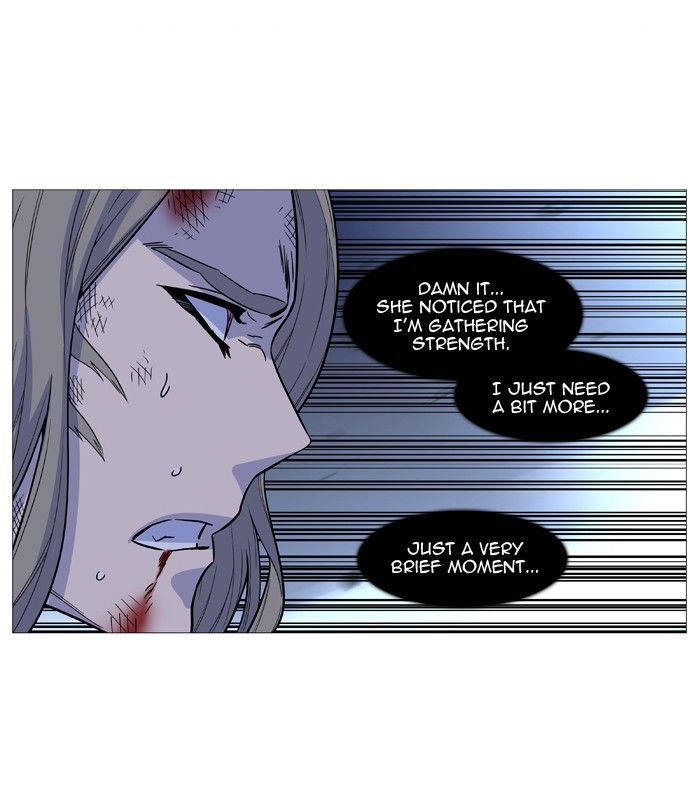 DAMN IT...
SHE NOTICED THAT
I'M GATHERING
STRENGTH.
I JUST NEED
A BIT MORE...
JUST A VERY
BRIEF MOMENT...